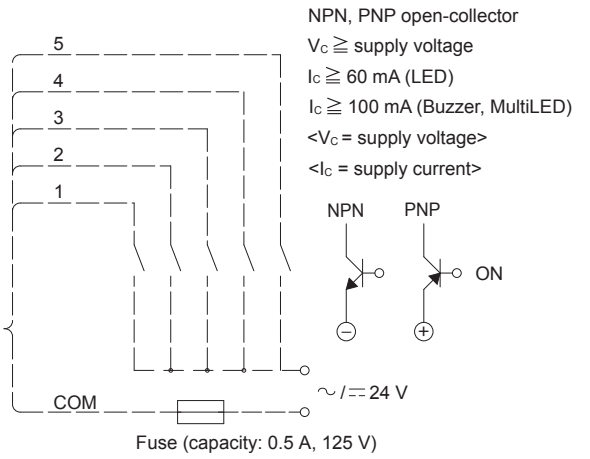 NPN, PNP open-collector
Vc ≧ supply voltage
Ic ≧ 60 mA (LED)
Ic ≧ 100 mA (Buzzer, MultiLED)
<Vc = supply voltage>
<Ic = supply current>
5
4
3
2
1
NPN PNP
ON
~ / ⎓ 24 V
COM
Fuse (capacity: 0.5 A, 125 V)